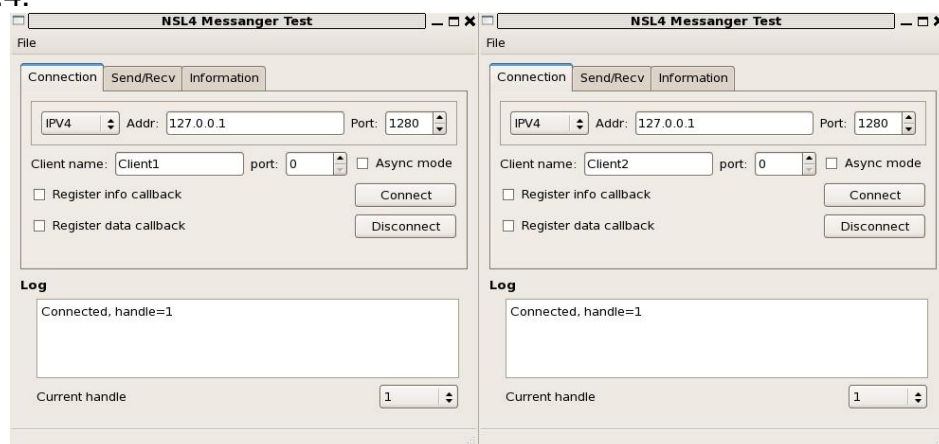 4.
NSL4 Messanger Test
File
Connection Send/Recv Information
IPV4 Addr: 127.0.0.1 Port: 1280
Client name: Client1 port: 0 Async mode
Register info callback Connect
Register data callback Disconnect
Log
Connected, handle=1
Current handle 1
NSL4 Messanger Test
File
Connection Send/Recv Information
IPV4 Addr: 127.0.0.1 Port: 1280
Client name: Client2 port: 0 Async mode
Register info callback Connect
Register data callback Disconnect
Log
Connected, handle=1
Current handle 1